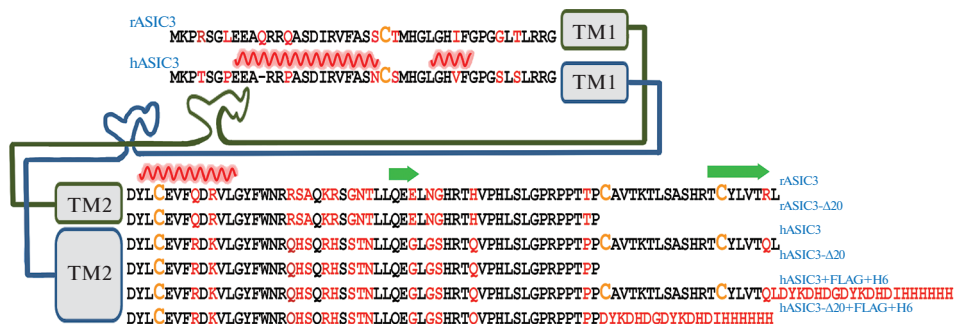 rASIC3
MKPRSGLEEAQRRQASDIRVFASSCTMHGLGHIFGPGGLTLRRG TM1
hASIC3
MKPTSGPEEA-RRPASDIRVFASNCSMHGLGHVFGPGSLSLRRG TM1
rASIC3
TM2 DYLCEVFQDRVLGYFWNRRSAQKRSGNTLLQEELNGHRTHVPHLSLGPRPPTTPCAVTKTLSASHRTCYLVTRL
rASIC3-Δ20
DYLCEVFQDRVLGYFWNRRSAQKRSGNTLLQEELNGHRTHVPHLSLGPRPPTTP
hASIC3
TM2 DYLCEVFRDKVLGYFWNRQHSQRHSSTNLLQEGLGSHRTQVPHLSLGPRPPTPPCAVTKTLSASHRTCYLVTQL
hASIC3-Δ20
DYLCEVFRDKVLGYFWNRQHSQRHSSTNLLQEGLGSHRTQVPHLSLGPRPPTPP
hASIC3+FLAG+H6
DYLCEVFRDKVLGYFWNRQHSQRHSSTNLLQEGLGSHRTQVPHLSLGPRPPTPPCAVTKTLSASHRTCYLVTQLDYKDHDGDYKDHDIHHHHHH
hASIC3-Δ20+FLAG+H6
DYLCEVFRDKVLGYFWNRQHSQRHSSTNLLQEGLGSHRTQVPHLSLGPRPPTPPDYKDHDGDYKDHDIHHHHHH